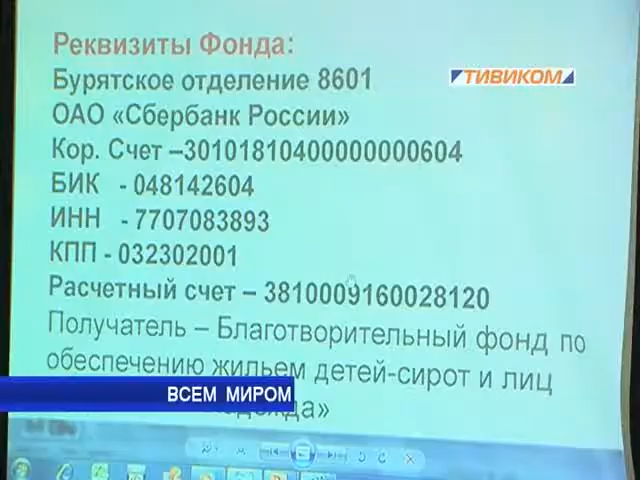 Реквизиты Фонда:
ТИВИКОМ
Бурятское отделение 8601
ОАО «Сбербанк России»
Кор. Счет –30101810400000000604
БИК - 048142604
ИНН - 7707083893
КПП - 032302001
Расчетный счет – 3810009160028120
Получатель – Благотворительный фонд по
обеспечению жильем детей-сирот и лиц
ВСЕМ МИРОМ